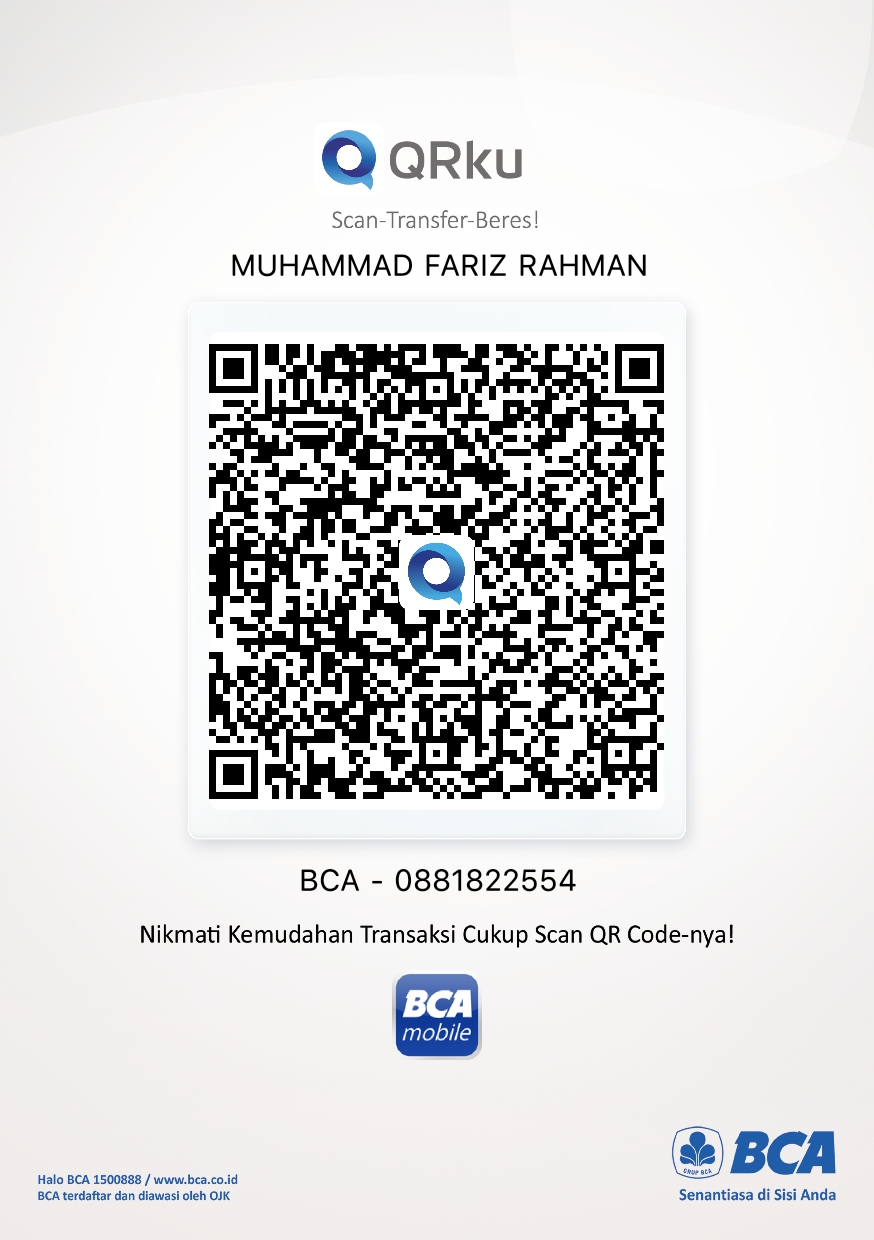 QRku
Scan-Transfer-Beres!
MUHAMMAD FARIZ RAHMAN
BCA - 0881822554
Nikmati Kemudahan Transaksi Cukup Scan QR Code-nya!
BCA
mobile
GRUP BCA
BCA
Senantiasa di Sisi Anda
Halo BCA 1500888 / www.bca.co.id
BCA terdaftar dan diawasi oleh OJK